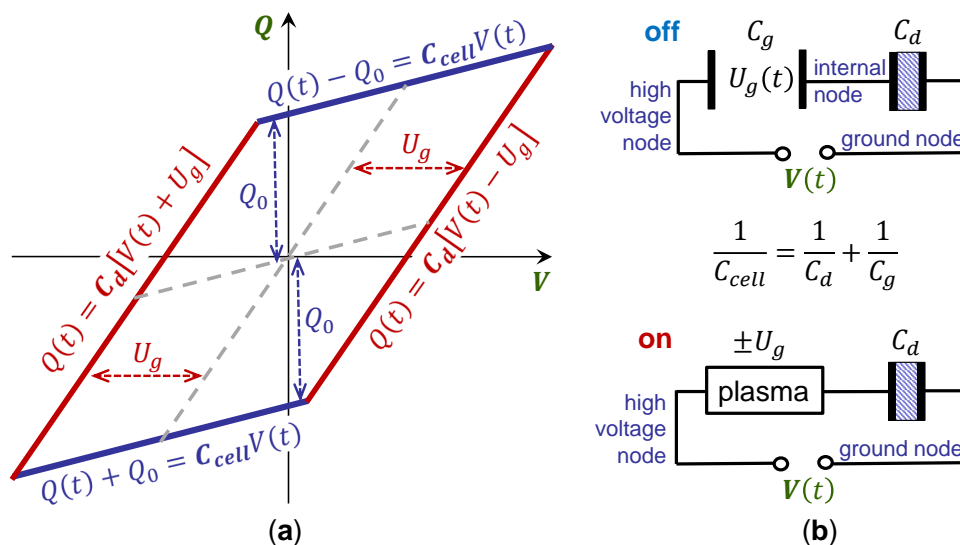 Q
Q(t) − Q₀ = C_cell V(t)
U_g
Q₀
Q(t) = C_d[V(t) + U_g]
Q(t) = C_d[V(t) − U_g]
V
Q₀
U_g
Q(t) + Q₀ = C_cell V(t)
(a)
off
C_g
C_d
U_g(t)
internal
node
high
voltage
node
ground node
V(t)
1/C_cell = 1/C_d + 1/C_g
on
±U_g
C_d
plasma
high
voltage
node
ground node
V(t)
(b)